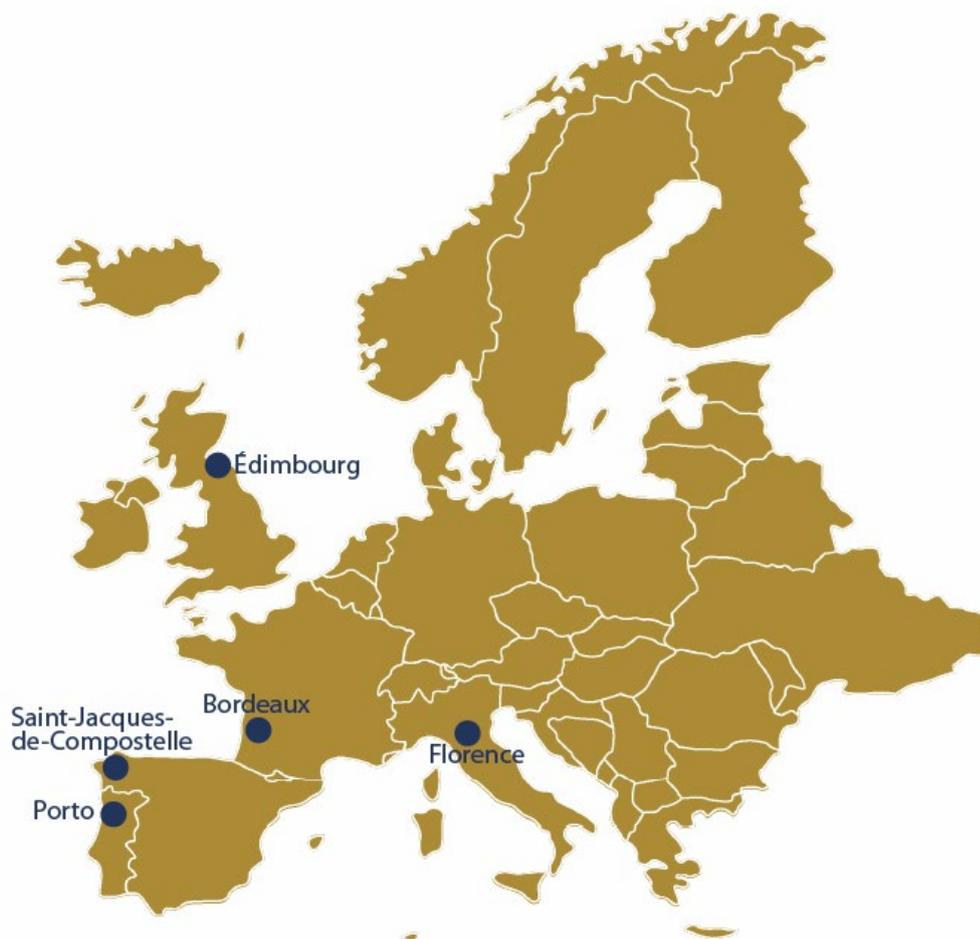 Édimbourg
Bordeaux
Saint-Jacques-
de-Compostelle
Florence
Porto